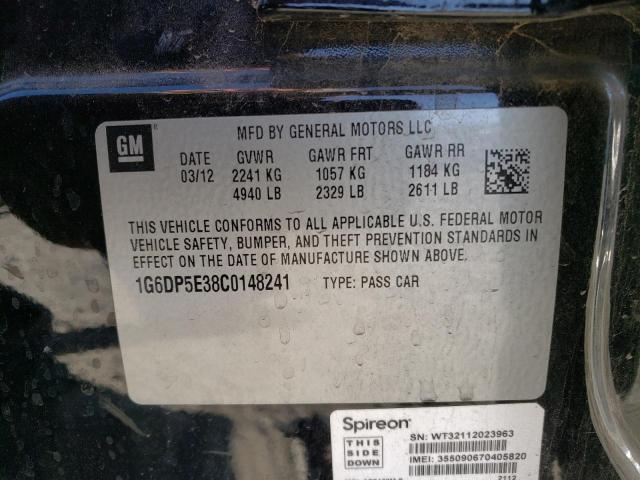 GM
MFD BY GENERAL MOTORS LLC
03/12 GVWR GAWR FRT GAWR RR
2241 KG 1057 KG 1184 KG
4940 LB 2329 LB 2611 LB
THIS VEHICLE CONFORMS TO ALL APPLICABLE U.S. FEDERAL MOTOR
VEHICLE SAFETY, BUMPER, AND THEFT PREVENTION STANDARDS IN
EFFECT ON THE DATE OF MANUFACTURE SHOWN ABOVE.
1G6DP5E38C0148241 TYPE: PASS CAR
Spireon
THIS
SIDE
DOWN
SN: WT32112023963
IMEI: 355090670405820
2112